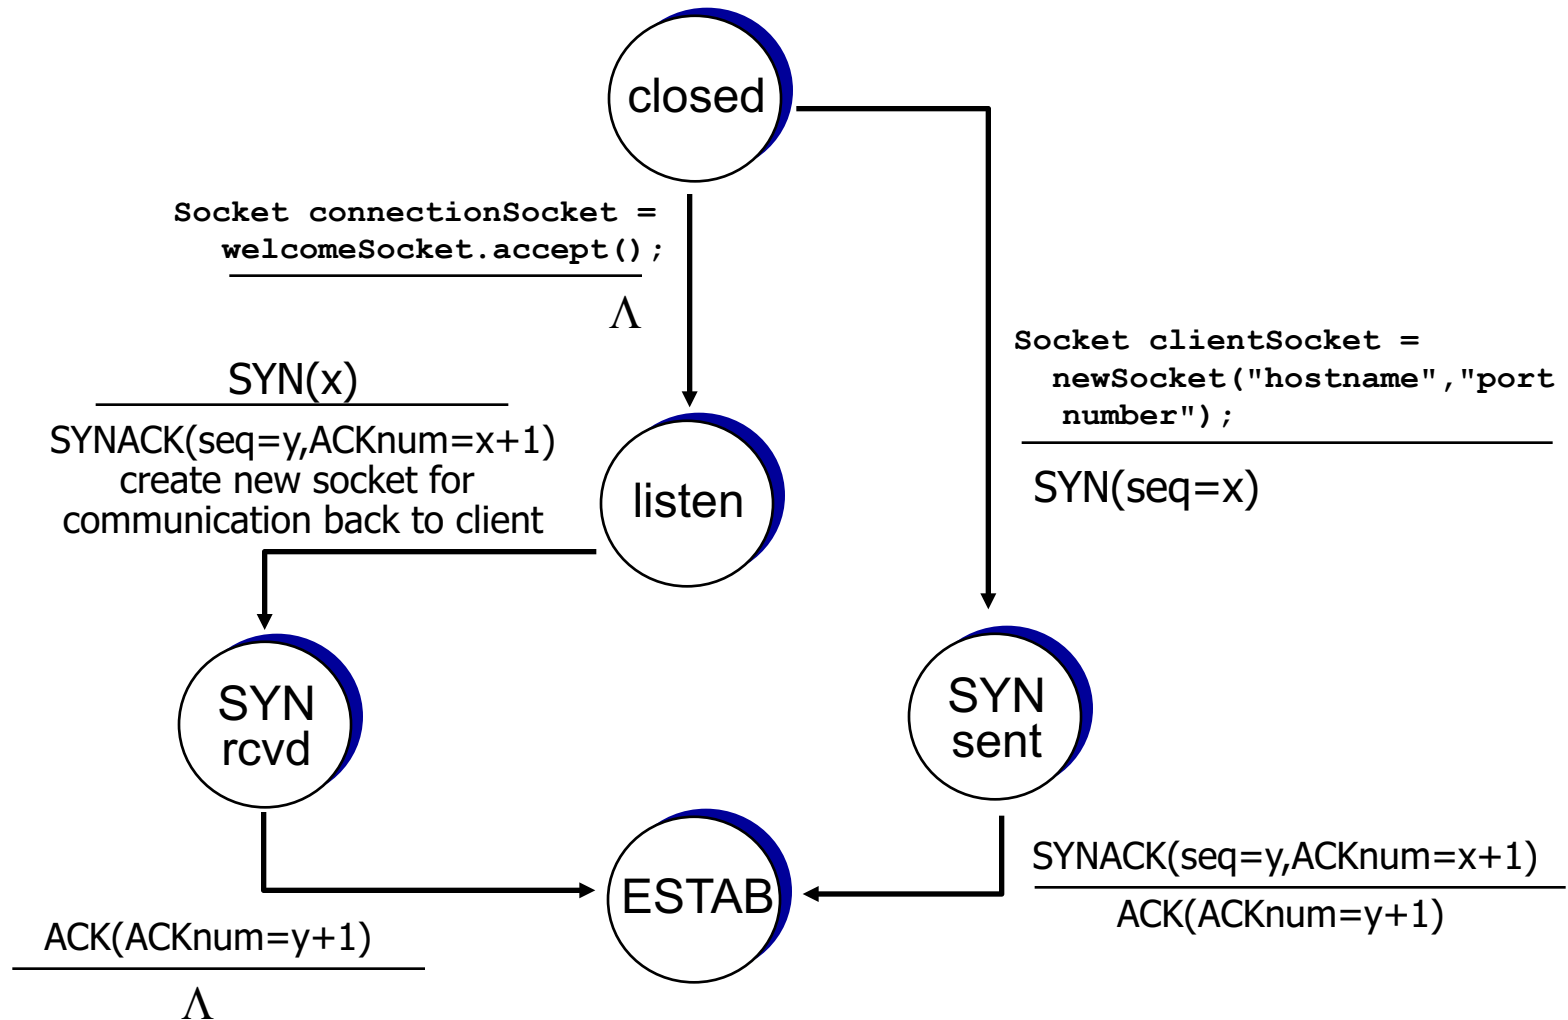 closed
Socket connectionSocket =
welcomeSocket.accept();
Λ
Socket clientSocket =
newSocket("hostname","port
number");
SYN(seq=x)
SYN(x)
SYNACK(seq=y,ACKnum=x+1)
create new socket for
communication back to client
listen
SYN
rcvd
SYN
sent
ESTAB
SYNACK(seq=y,ACKnum=x+1)
ACK(ACKnum=y+1)
ACK(ACKnum=y+1)
Λ